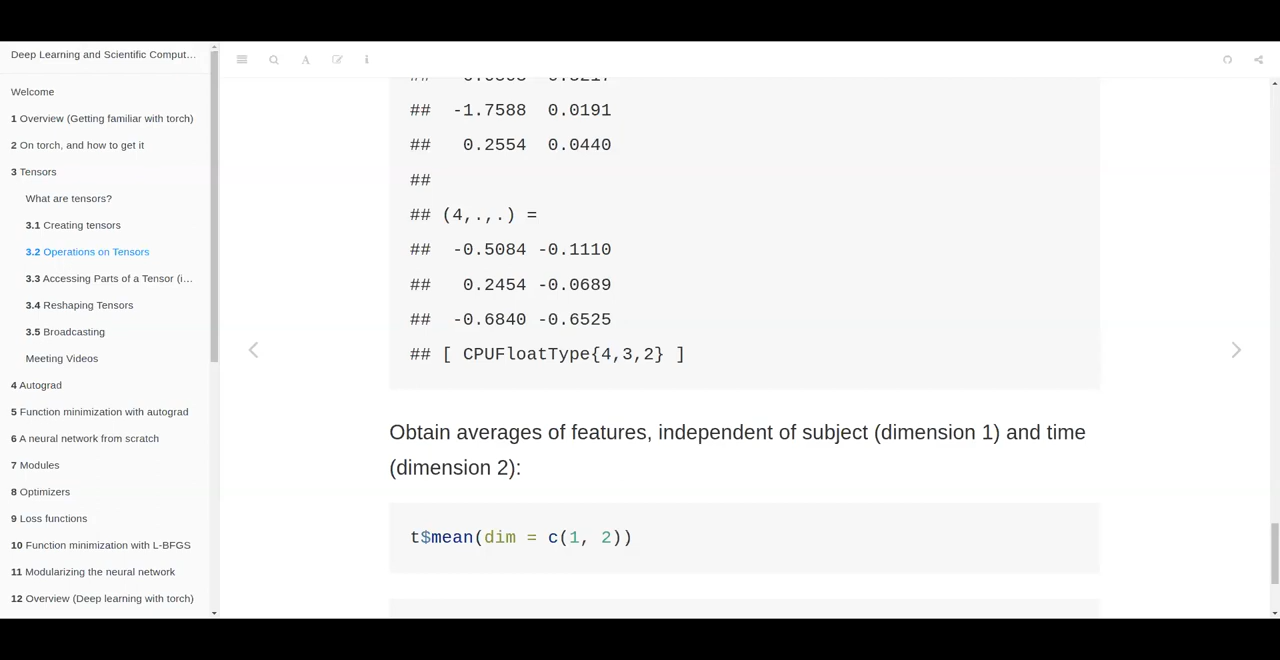 Deep Learning and Scientific Comput…
Welcome
1 Overview (Getting familiar with torch)
2 On torch, and how to get it
3 Tensors
What are tensors?
3.1 Creating tensors
3.2 Operations on Tensors
3.3 Accessing Parts of a Tensor (i…
3.4 Reshaping Tensors
3.5 Broadcasting
Meeting Videos
4 Autograd
5 Function minimization with autograd
6 A neural network from scratch
7 Modules
8 Optimizers
9 Loss functions
10 Function minimization with L-BFGS
11 Modularizing the neural network
12 Overview (Deep learning with torch)
## -1.7588 0.0191
## 0.2554 0.0440
##
## (4,.,.) =
## -0.5084 -0.1110
## 0.2454 -0.0689
## -0.6840 -0.6525
## [ CPUFloatType{4,3,2} ]
Obtain averages of features, independent of subject (dimension 1) and time
(dimension 2):
t$mean(dim = c(1, 2))